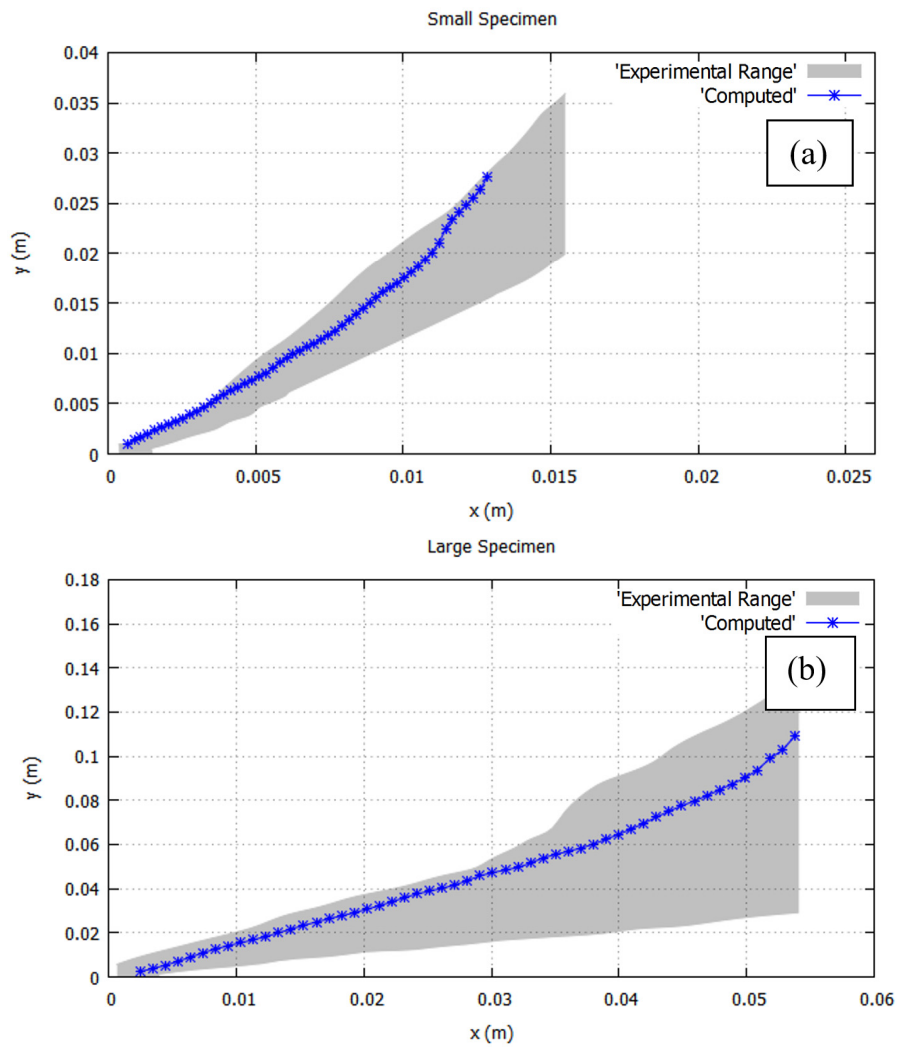 Small Specimen
0.04
0.035
0.03
0.025
0.02
0.015
0.01
0.005
0
y (m)
'Experimental Range'
'Computed'
(a)
0 0.005 0.01 0.015 0.02 0.025
x (m)
Large Specimen
0.18
0.16
0.14
0.12
0.1
0.08
0.06
0.04
0.02
0
y (m)
'Experimental Range'
'Computed'
(b)
0 0.01 0.02 0.03 0.04 0.05 0.06
x (m)